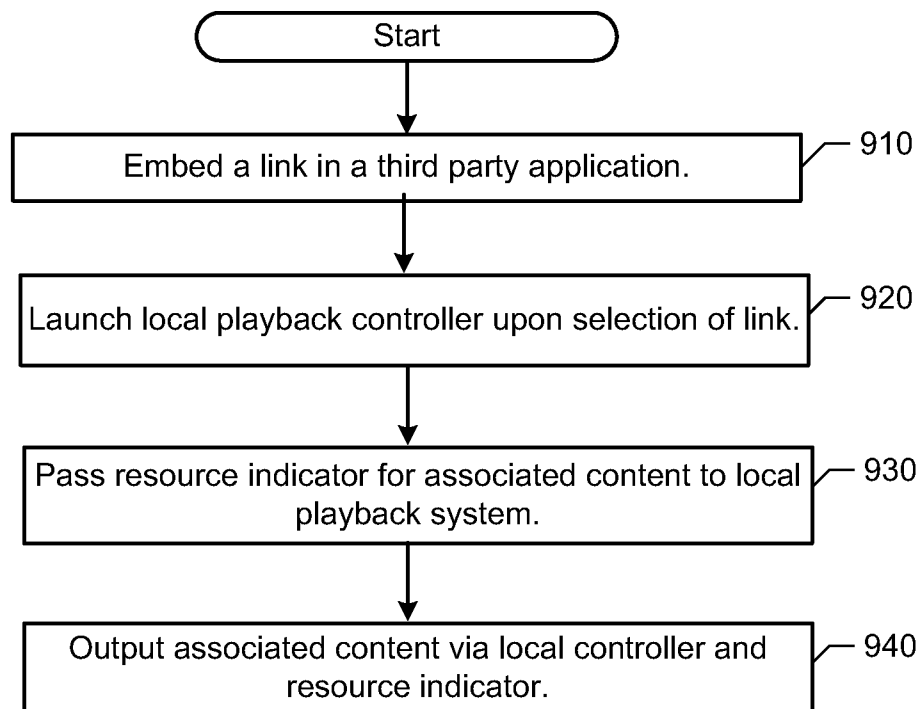 Start
Embed a link in a third party application.
910
Launch local playback controller upon selection of link.
920
Pass resource indicator for associated content to local
playback system.
930
Output associated content via local controller and
resource indicator.
940